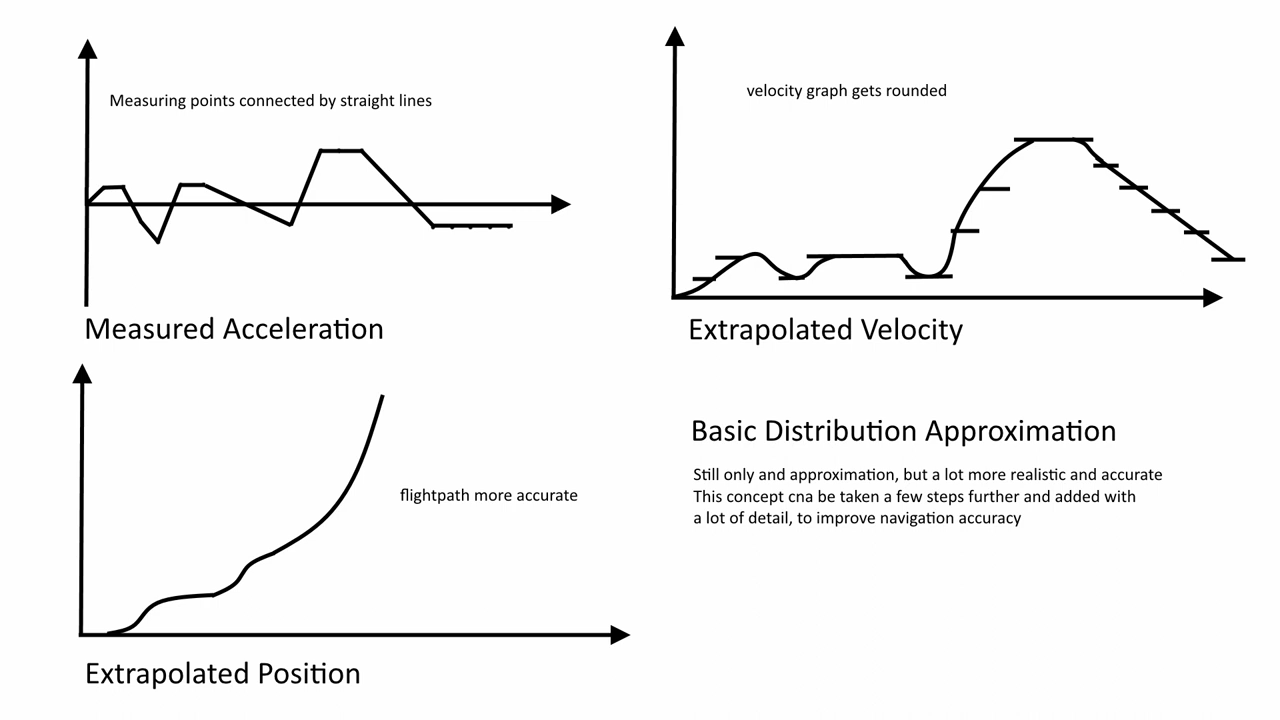 Measuring points connected by straight lines
Measured Acceleration
velocity graph gets rounded
Extrapolated Velocity
flightpath more accurate
Extrapolated Position
Basic Distribution Approximation
Still only and approximation, but a lot more realistic and accurate
This concept cna be taken a few steps further and added with
a lot of detail, to improve navigation accuracy